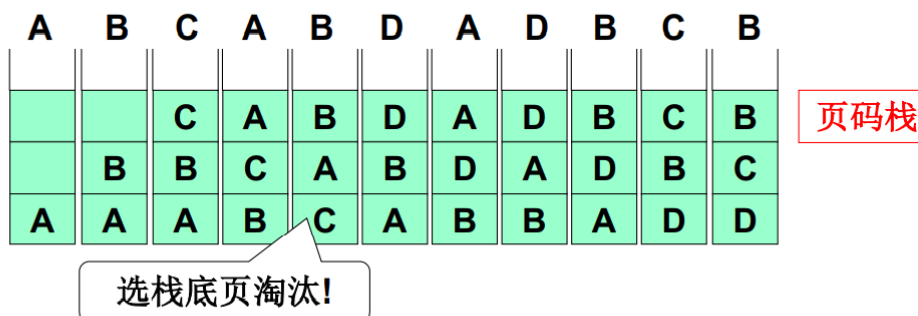 A B C A B D A D B C B
C A B D A D B C B 页码栈
B B C A B D A D B C
A A A B C A B B A D D
选栈底页淘汰!